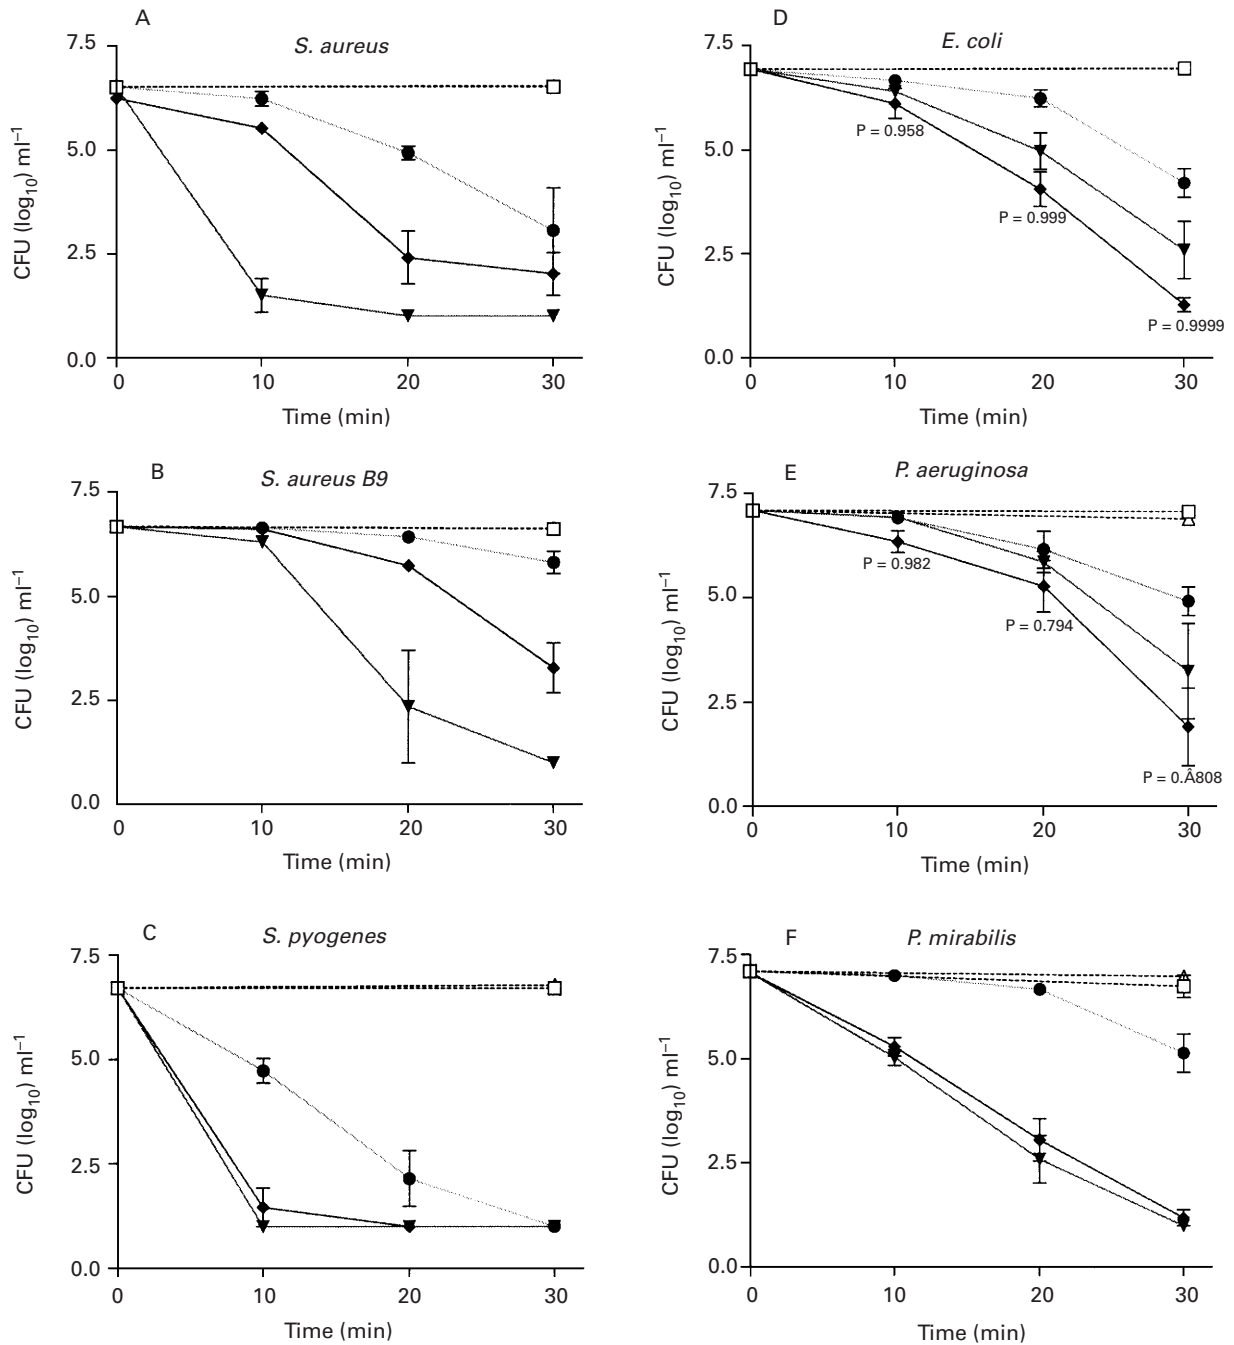 A
S. aureus
7.5
5.0
2.5
0.0
CFU (log10) ml–1
0 10 20 30
Time (min)
D
E. coli
7.5
5.0
2.5
0.0
CFU (log10) ml–1
P = 0.958
P = 0.999
P = 0.9999
0 10 20 30
Time (min)
B
S. aureus B9
7.5
5.0
2.5
0.0
CFU (log10) ml–1
0 10 20 30
Time (min)
E
P. aeruginosa
7.5
5.0
2.5
0.0
CFU (log10) ml–1
P = 0.982
P = 0.794
P = 0.Â808
0 10 20 30
Time (min)
C
S. pyogenes
7.5
5.0
2.5
0.0
CFU (log10) ml–1
0 10 20 30
Time (min)
F
P. mirabilis
7.5
5.0
2.5
0.0
CFU (log10) ml–1
0 10 20 30
Time (min)